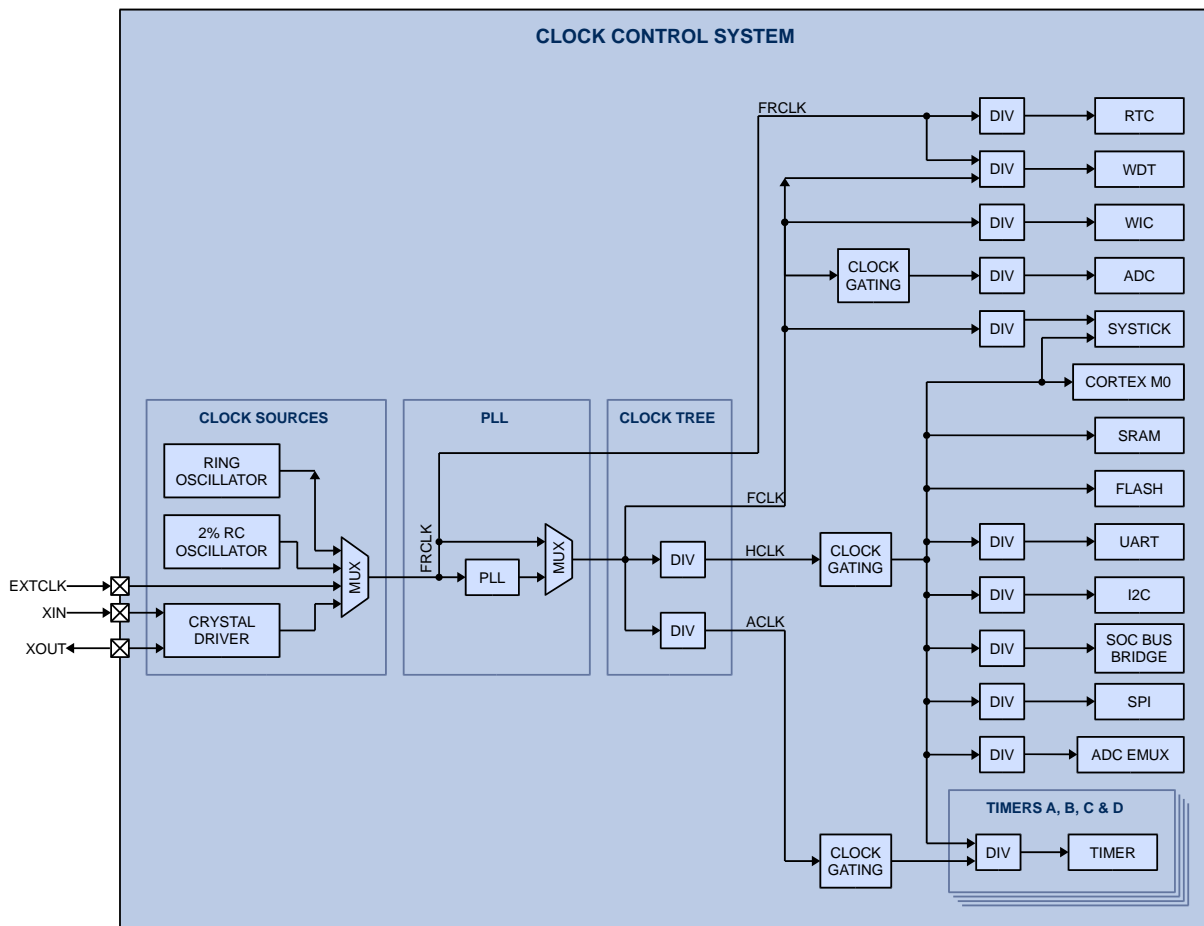 CLOCK CONTROL SYSTEM
FRCLK
DIV
RTC
DIV
WDT
DIV
WIC
CLOCK
GATING
DIV
ADC
DIV
SYSTICK
CORTEX M0
SRAM
FLASH
CLOCK SOURCES
RING
OSCILLATOR
2% RC
OSCILLATOR
CRYSTAL
DRIVER
MUX
EXTCLK
XIN
XOUT
PLL
FRCLK
PLL
MUX
CLOCK TREE
FCLK
DIV
HCLK
DIV
ACLK
CLOCK
GATING
DIV
UART
DIV
I2C
DIV
SOC BUS
BRIDGE
DIV
SPI
DIV
ADC EMUX
CLOCK
GATING
TIMERS A, B, C & D
DIV
TIMER